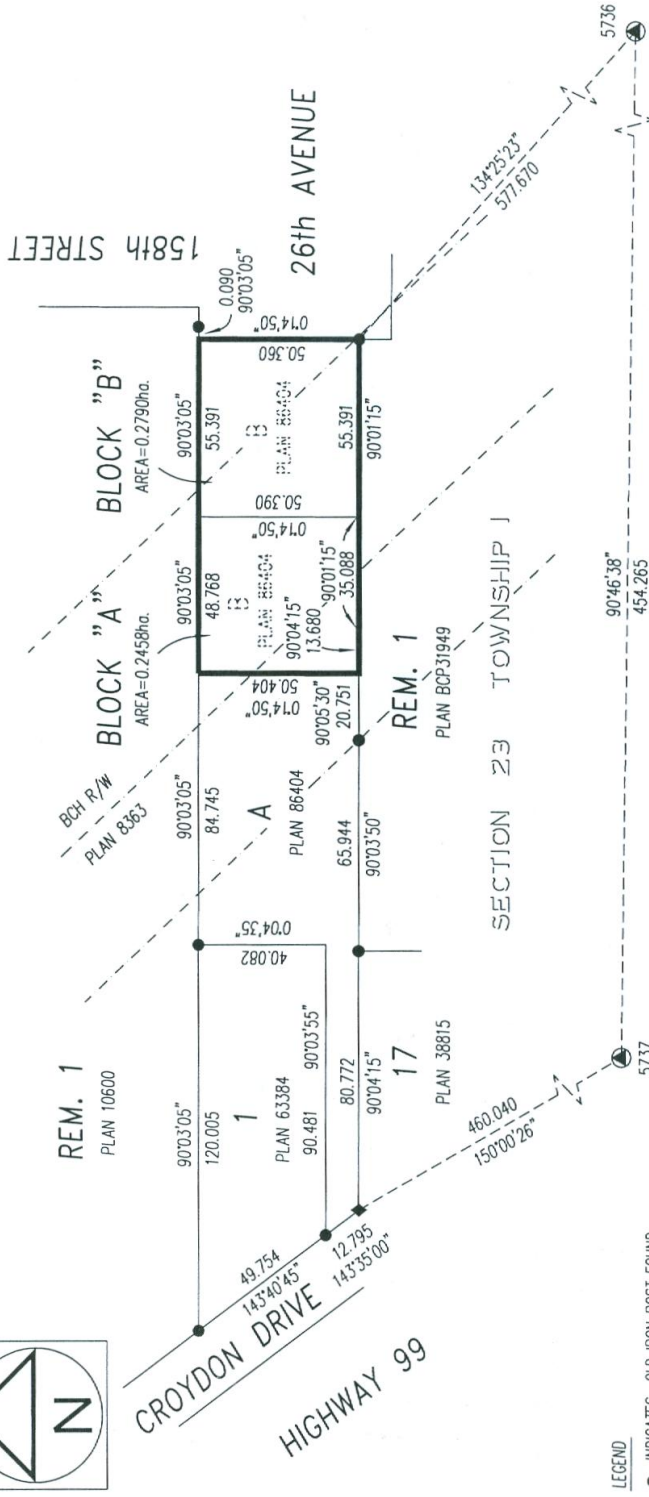 N
REM. 1
PLAN 10600
90°03'05"
120.005
1
PLAN 63384
90.481
90°03'55"
40.082
0°04'35"
CROYDON DRIVE
HIGHWAY 99
49.754
143°40'45"
12.795
143°35'00"
80.772
90°04'15"
17
PLAN 38815
BCH R/W
PLAN 8363
90°03'05"
84.745
A
PLAN 86404
65.944
90°03'50"
90°05'30"
20.751
0°14'50"
50.404
BLOCK "A"
AREA=0.2458ha.
90°03'05"
48.768
B
PLAN 86404
90°04'15"
13.680
90°01'15"
35.088
0°14'50"
50.390
BLOCK "B"
AREA=0.2790ha.
90°03'05"
55.391
B
PLAN 86404
55.391
90°01'15"
50.360
0°14'50"
158th STREET
0.090
90°03'05"
26th AVENUE
REM. 1
PLAN BCP31949
SECTION 23 TOWNSHIP 1
134°25'23"
577.670
5736
90°46'38"
454.265
460.040
150°00'26"
5737
LEGEND
INDICATES OLD IRON POST FOUND